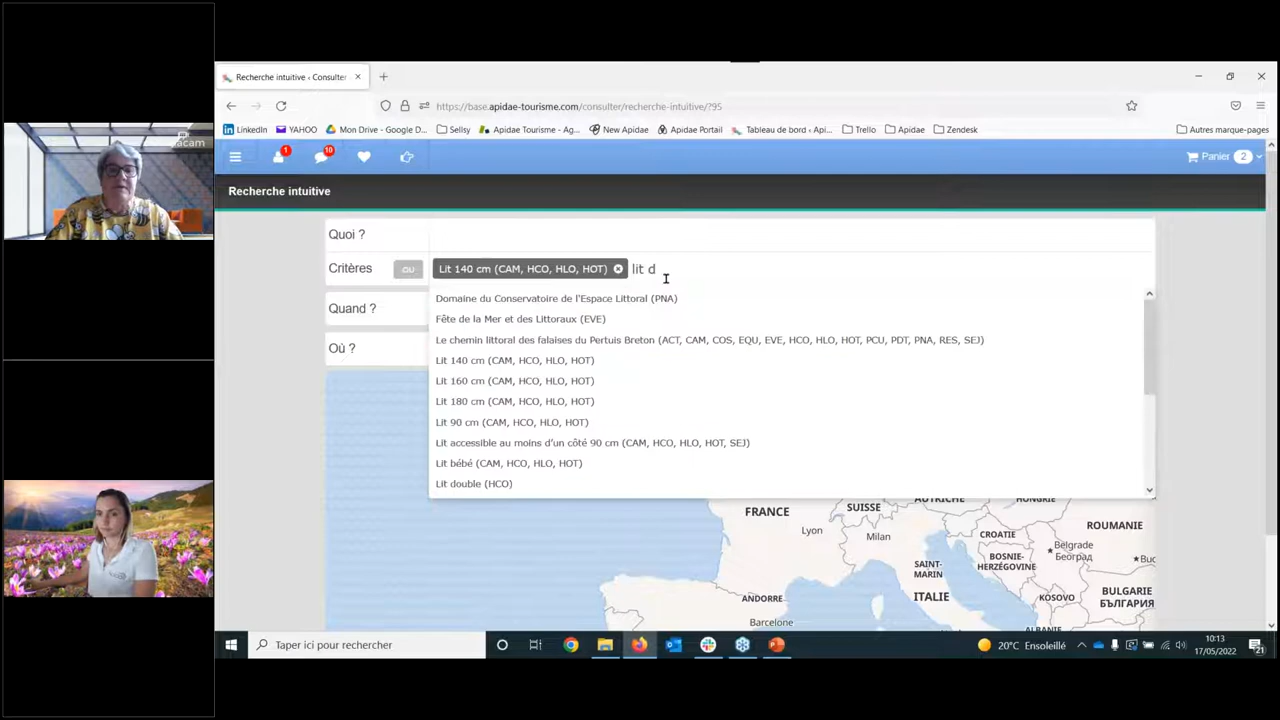 acam
Recherche intuitive ‹ Consulter
https://base.apidae-tourisme.com/consulter/recherche-intuitive/?95
LinkedIn YAHOO Mon Drive - Google D... Sellsy Apidae Tourisme - Ag... New Apidae Apidae Portail Tableau de bord ‹ Api... Trello Apidae Zendesk Autres marque-pages
1 10 Panier 2
Recherche intuitive
Quoi ?
Critères OU Lit 140 cm (CAM, HCO, HLO, HOT) lit d
Domaine du Conservatoire de l'Espace Littoral (PNA)
Quand ? Fête de la Mer et des Littoraux (EVE)
Le chemin littoral des falaises du Pertuis Breton (ACT, CAM, COS, EQU, EVE, HCO, HLO, HOT, PCU, PDT, PNA, RES, SEJ)
Où ?
Lit 140 cm (CAM, HCO, HLO, HOT)
Lit 160 cm (CAM, HCO, HLO, HOT)
Lit 180 cm (CAM, HCO, HLO, HOT)
Lit 90 cm (CAM, HCO, HLO, HOT)
Lit accessible au moins d'un côté 90 cm (CAM, HCO, HLO, HOT, SEJ)
Lit bébé (CAM, HCO, HLO, HOT)
Lit double (HCO)
AUTRICHE HONGRIE
FRANCE SUISSE
Lyon Milan CROATIE ROUMANIE
Belgrade
Београд Buc
BOSNIE-
HERZÉGOVINE
SAINT-
MARIN
ITALIE KOSOVO BULGARIE
БЪЛГАРИЯ
ANDORRE
Barcelone ALBANIE
Taper ici pour rechercher 20°C Ensoleillé 10:13
17/05/2022 21